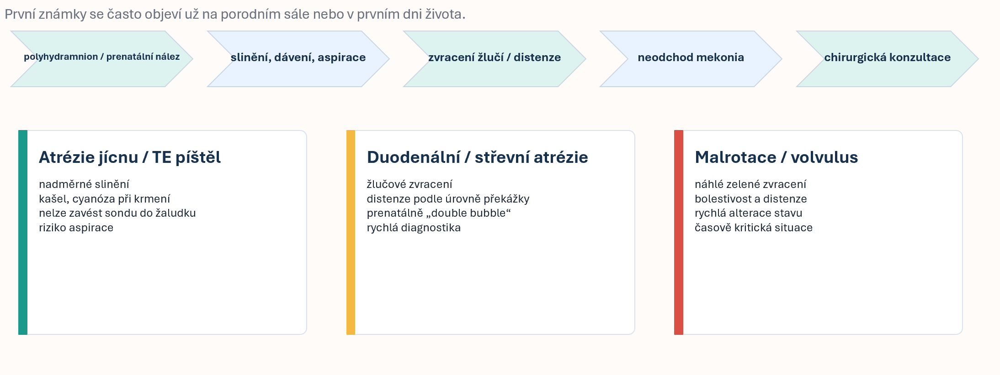 První známky se často objeví už na porodním sále nebo v prvním dni života.
polyhydramnion / prenatální nález
slinění, dávení, aspirace
zvracení žlučí / distenze
neodchod mekonia
chirurgická konzultace
Atrézie jícnu / TE píštěl
nadměrné slinění
kašel, cyanóza při krmení
nelze zavést sondu do žaludku
riziko aspirace
Duodenální / střevní atrézie
žlučové zvracení
distenze podle úrovně překážky
prenatálně „double bubble“
rychlá diagnostika
Malrotace / volvulus
náhlé zelené zvracení
bolestivost a distenze
rychlá alterace stavu
časově kritická situace